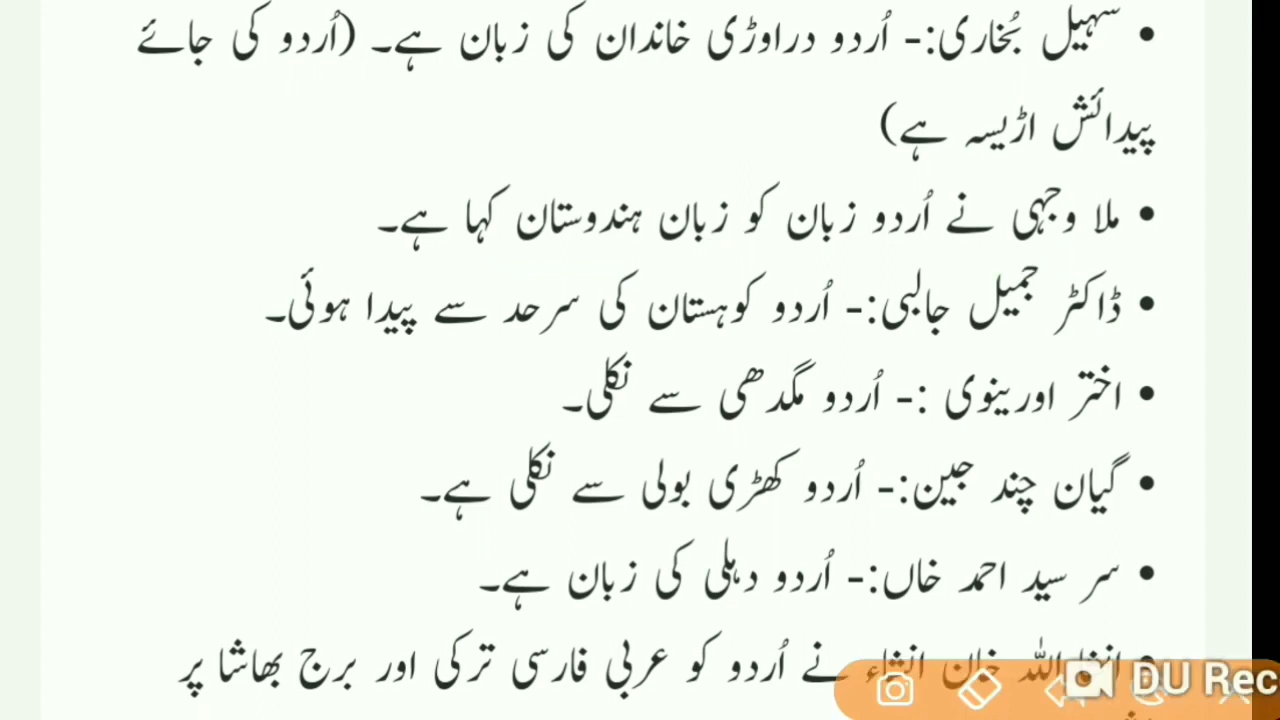 • سہیل بُخاری:- اُردو دراوڑی خاندان کی زبان ہے۔ (اُردو کی جائے
پیدائش اڑیسہ ہے)
• ملا وجہی نے اُردو زبان کو زبان ہندوستان کہا ہے۔
• ڈاکٹر جمیل جالبی:- اُردو کوہستان کی سرحد سے پیدا ہوئی۔
• اختر اورینوی :- اُردو مگدھی سے نکلی۔
• گیان چند جین:- اُردو کھڑی بولی سے نکلی ہے۔
• سر سید احمد خاں:- اُردو دہلی کی زبان ہے۔
• انشاءاللہ خان انشاء نے اُردو کو عربی فارسی ترکی اور برج بھاشا پر
DU Rec